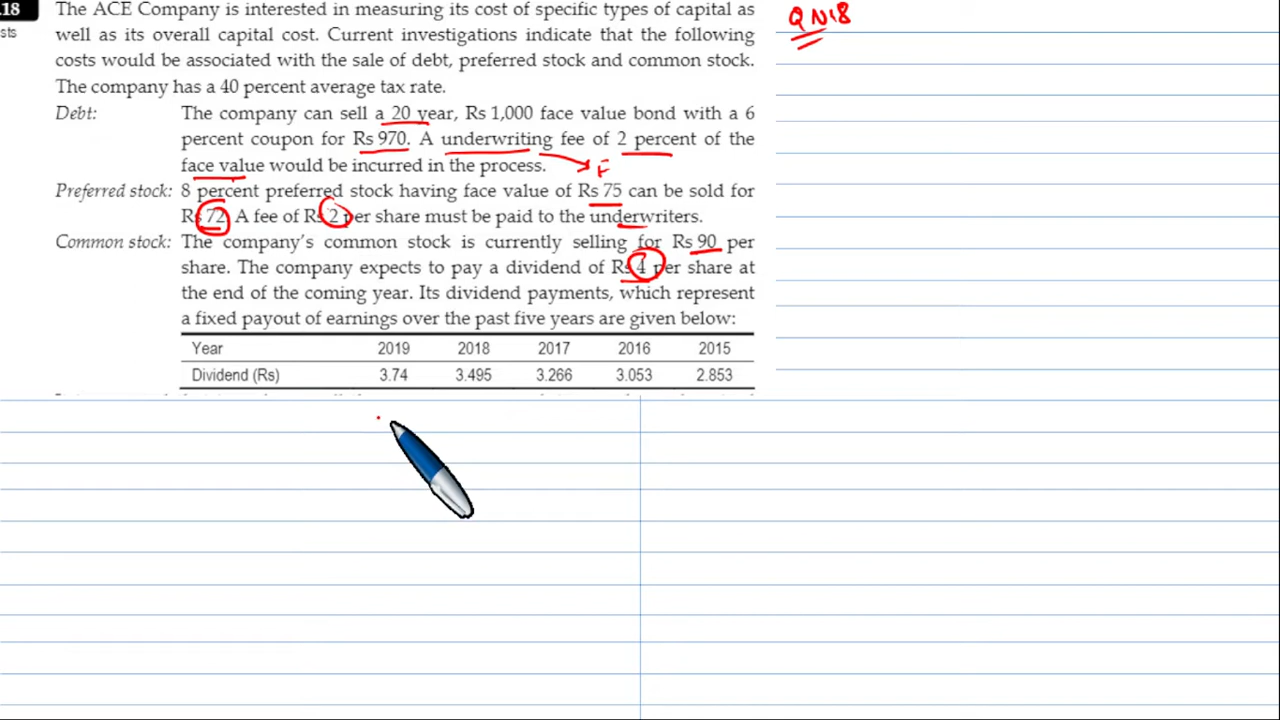 .18
The ACE Company is interested in measuring its cost of specific types of capital as
sts
well as its overall capital cost. Current investigations indicate that the following
costs would be associated with the sale of debt, preferred stock and common stock.
The company has a 40 percent average tax rate.
Debt: The company can sell a 20 year, Rs 1,000 face value bond with a 6
percent coupon for Rs 970. A underwriting fee of 2 percent of the
face value would be incurred in the process.
F
Preferred stock: 8 percent preferred stock having face value of Rs 75 can be sold for
Rs 72. A fee of Rs 2 per share must be paid to the underwriters.
Common stock: The company's common stock is currently selling for Rs 90 per
share. The company expects to pay a dividend of Rs 4 per share at
the end of the coming year. Its dividend payments, which represent
a fixed payout of earnings over the past five years are given below:
Year 2019 2018 2017 2016 2015
Dividend (Rs) 3.74 3.495 3.266 3.053 2.853
Q N 18